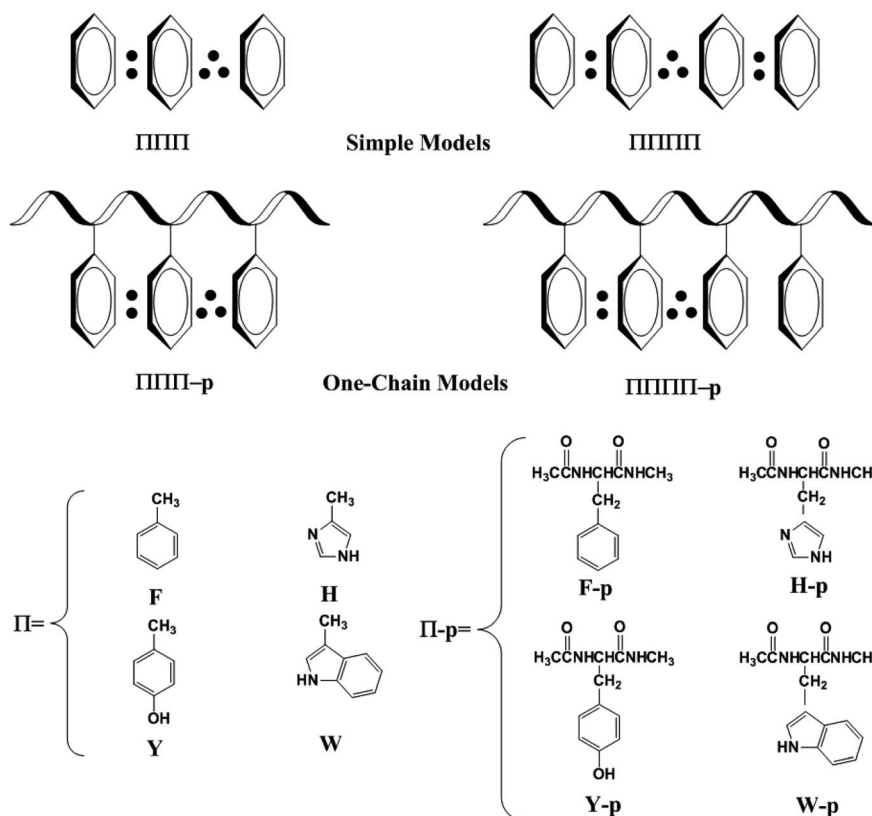 ΠΠΠ
Simple Models
ΠΠΠΠ
ΠΠΠ–p
One-Chain Models
ΠΠΠΠ–p
Π=
CH₃
F
CH₃
N
NH
H
CH₃
OH
Y
CH₃
HN
W
Π-p=
O O
H₃CCNHCHCNHCH₃
CH₂
F-p
O O
H₃CCNHCHCNHCH
CH₂
N
NH
H-p
O O
H₃CCNHCHCNHCH₃
CH₂
OH
Y-p
O O
H₃CCNHCHCNHCH
CH₂
HN
W-p